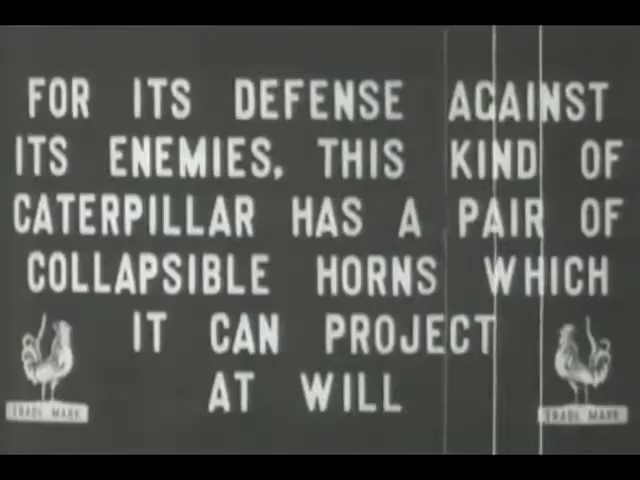 FOR ITS DEFENSE AGAINST
ITS ENEMIES, THIS KIND OF
CATERPILLAR HAS A PAIR OF
COLLAPSIBLE HORNS WHICH
IT CAN PROJECT
AT WILL
TRADE MARK
TRADE MARK